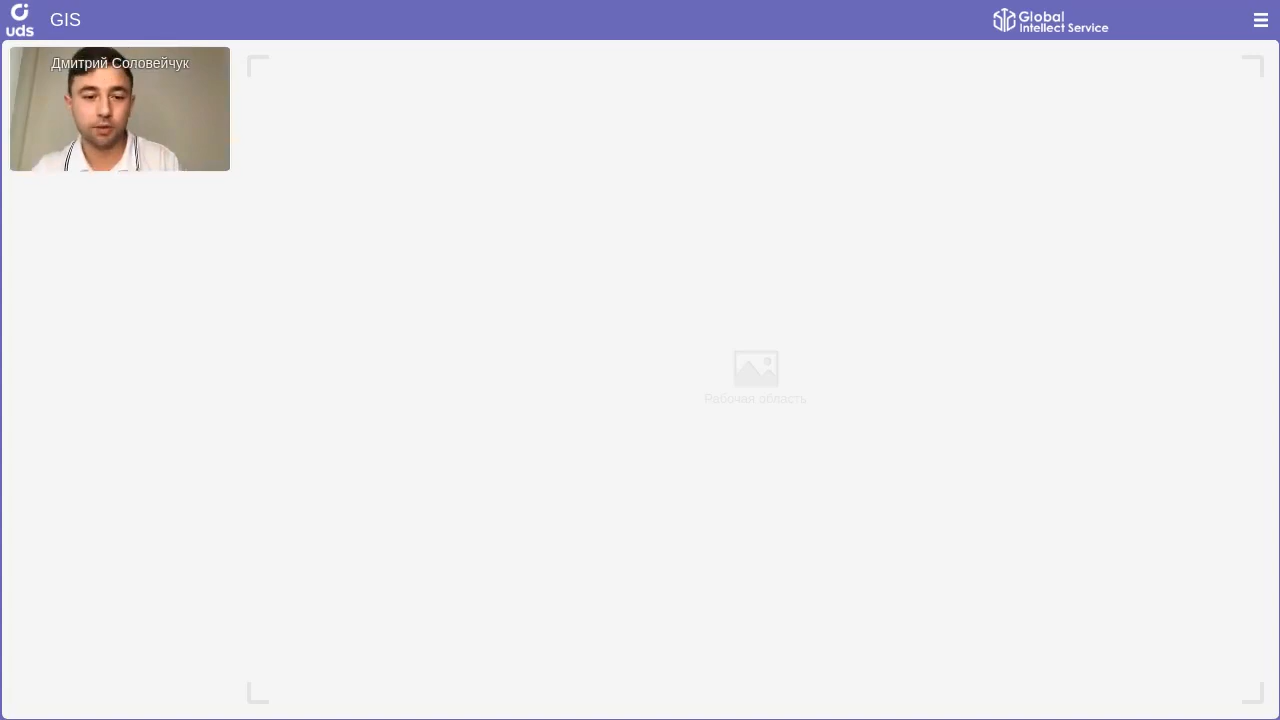 uds
GIS
Global
Intellect Service
Дмитрий Соловейчук
Рабочая область